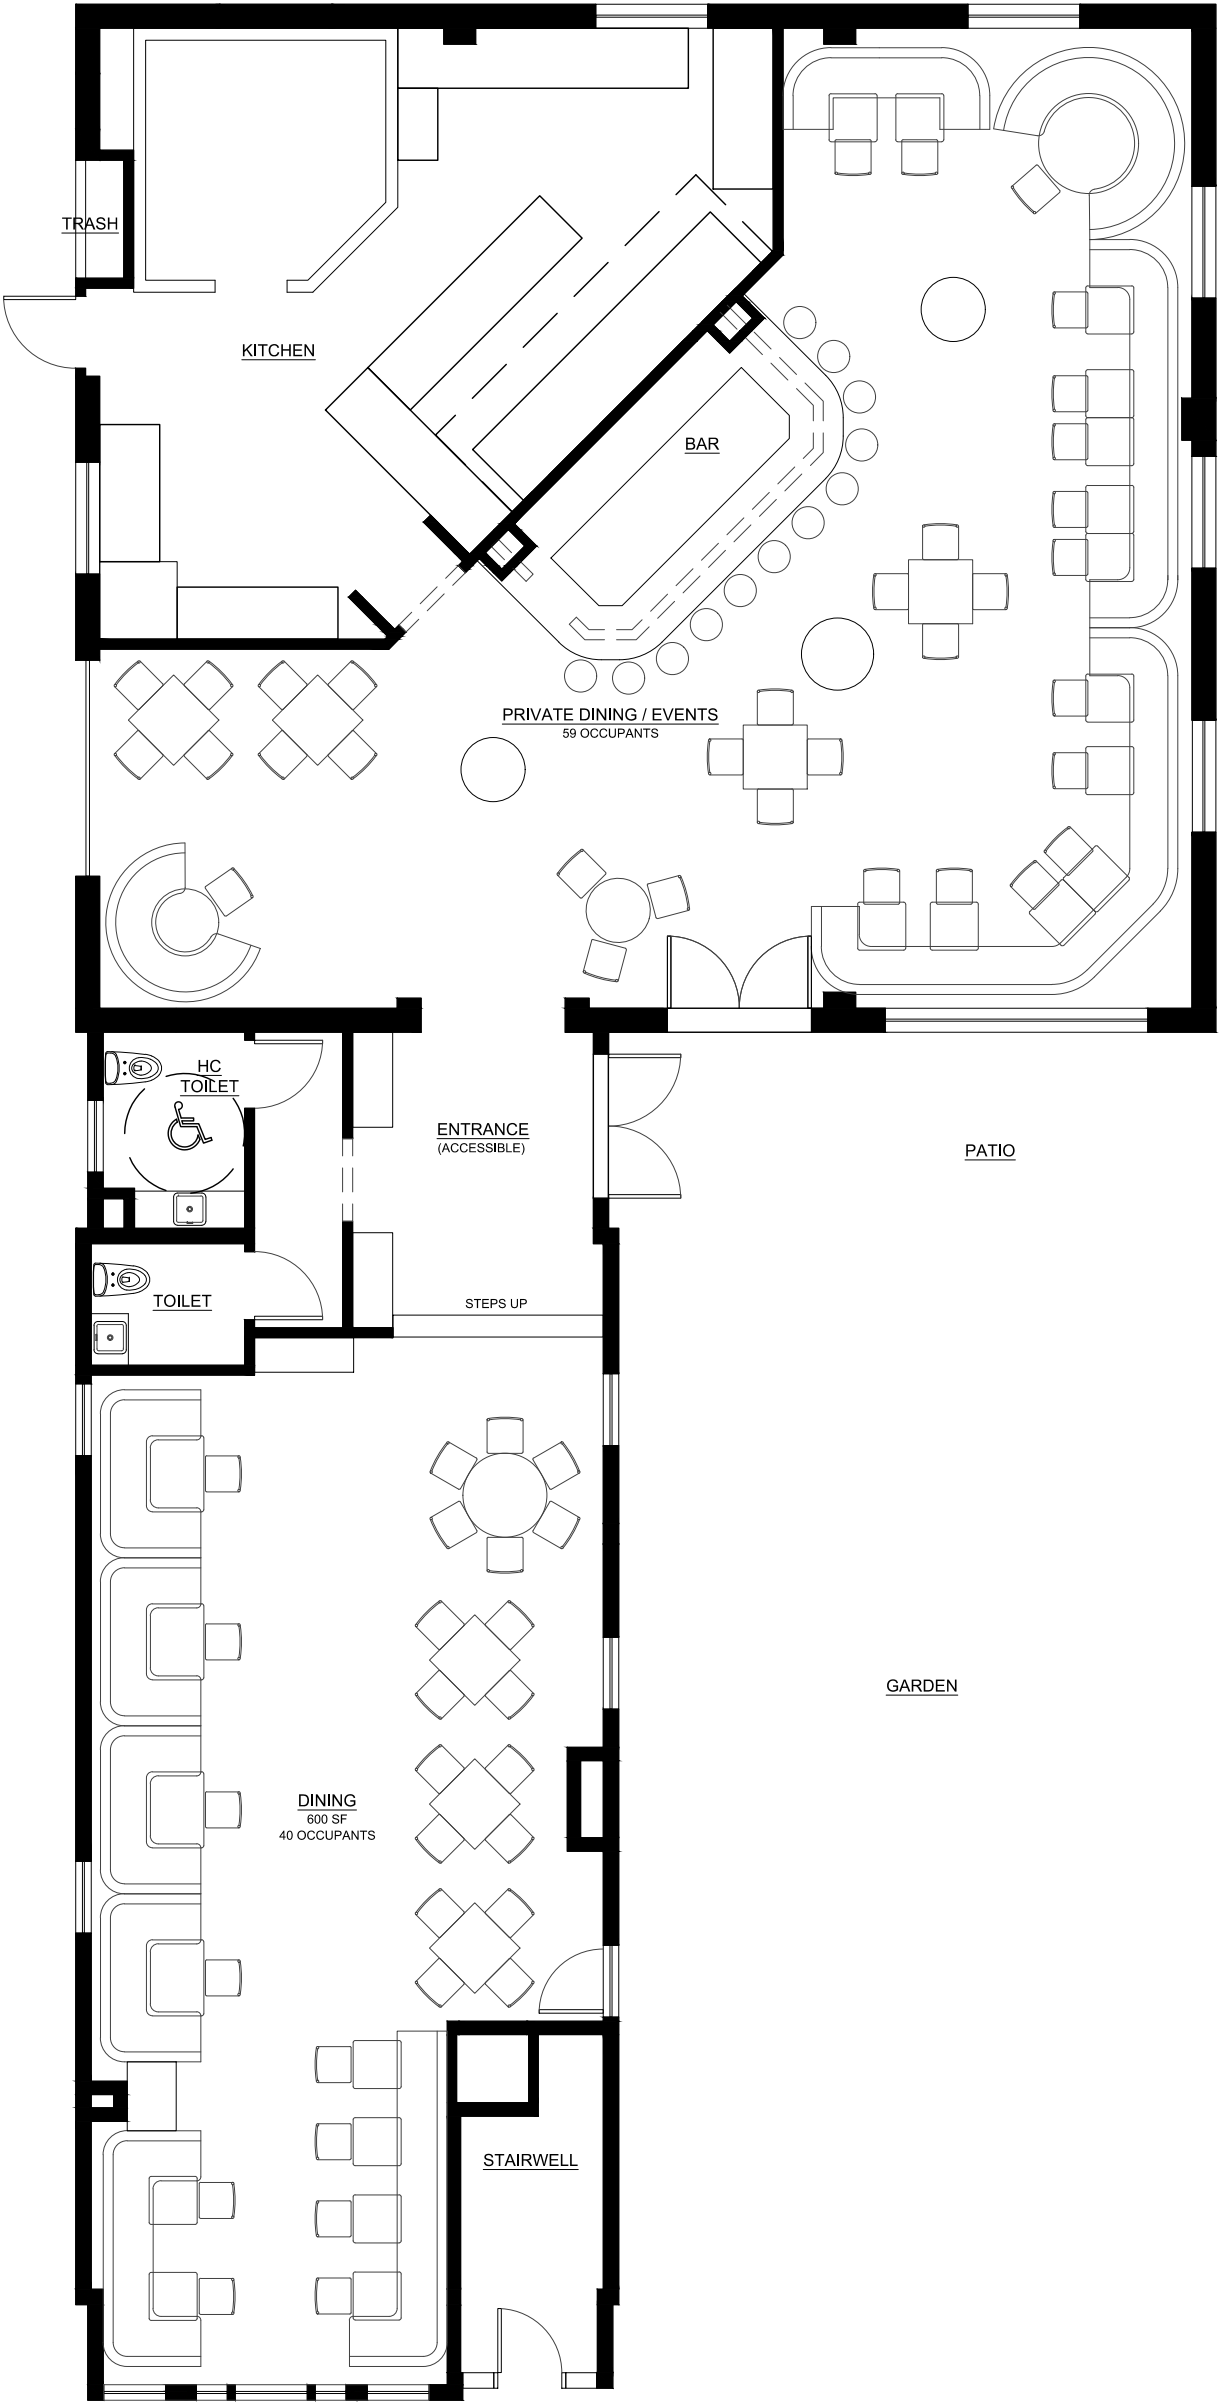 TRASH
KITCHEN
BAR
PRIVATE DINING / EVENTS
59 OCCUPANTS
HC
TOILET
ENTRANCE
(ACCESSIBLE)
PATIO
TOILET
STEPS UP
GARDEN
DINING
600 SF
40 OCCUPANTS
STAIRWELL